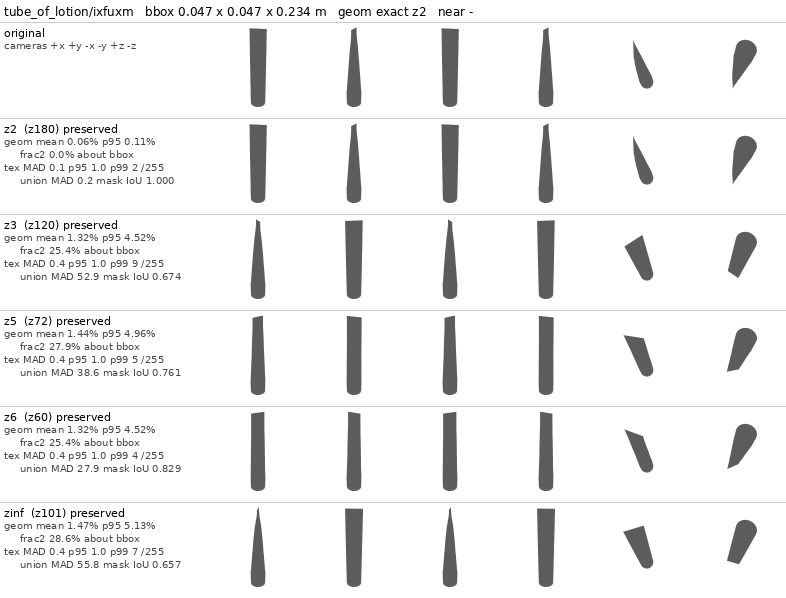 tube_of_lotion/ixfuxm   bbox 0.047 x 0.047 x 0.234 m   geom exact z2   near -
original
cameras +x +y -x -y +z -z
z2  (z180) preserved
geom mean 0.06% p95 0.11%
frac2 0.0% about bbox
tex MAD 0.1 p95 1.0 p99 2 /255
union MAD 0.2 mask IoU 1.000
z3  (z120) preserved
geom mean 1.32% p95 4.52%
frac2 25.4% about bbox
tex MAD 0.4 p95 1.0 p99 9 /255
union MAD 52.9 mask IoU 0.674
z5  (z72) preserved
geom mean 1.44% p95 4.96%
frac2 27.9% about bbox
tex MAD 0.4 p95 1.0 p99 5 /255
union MAD 38.6 mask IoU 0.761
z6  (z60) preserved
geom mean 1.32% p95 4.52%
frac2 25.4% about bbox
tex MAD 0.4 p95 1.0 p99 4 /255
union MAD 27.9 mask IoU 0.829
zinf  (z101) preserved
geom mean 1.47% p95 5.13%
frac2 28.6% about bbox
tex MAD 0.4 p95 1.0 p99 7 /255
union MAD 55.8 mask IoU 0.657